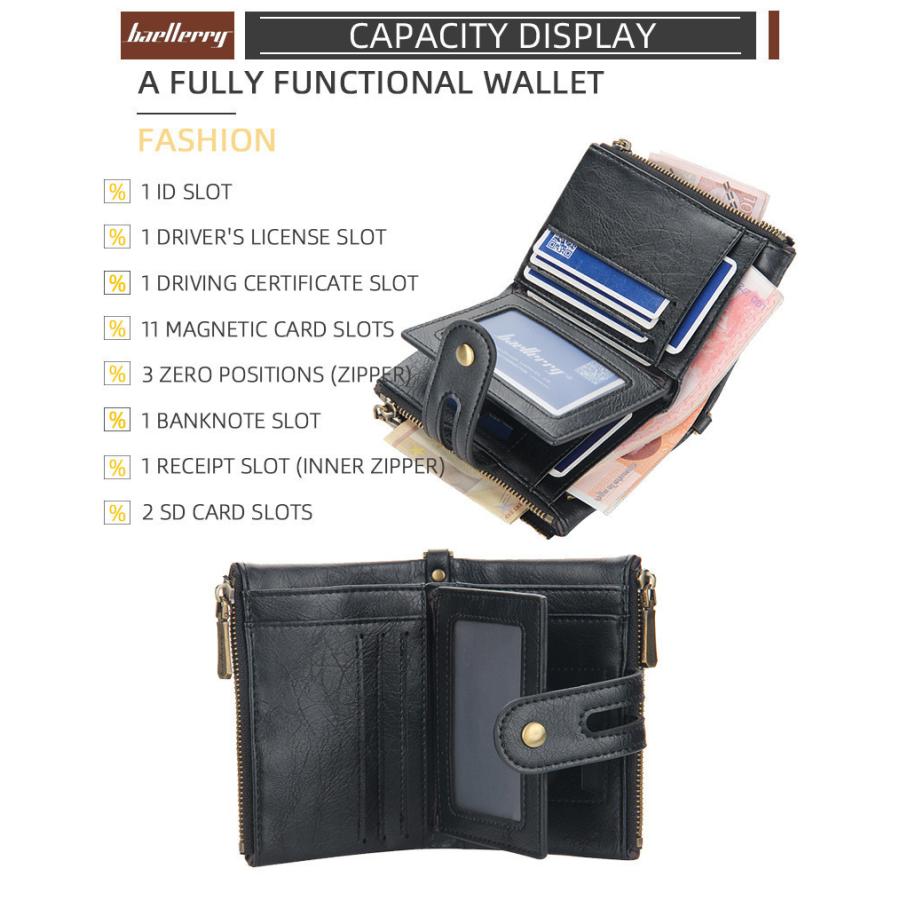 baellerry
CAPACITY DISPLAY
A FULLY FUNCTIONAL WALLET
FASHION
% 1 ID SLOT
% 1 DRIVER'S LICENSE SLOT
% 1 DRIVING CERTIFICATE SLOT
% 11 MAGNETIC CARD SLOTS
% 3 ZERO POSITIONS (ZIPPER)
% 1 BANKNOTE SLOT
% 1 RECEIPT SLOT (INNER ZIPPER)
% 2 SD CARD SLOTS
baellerry